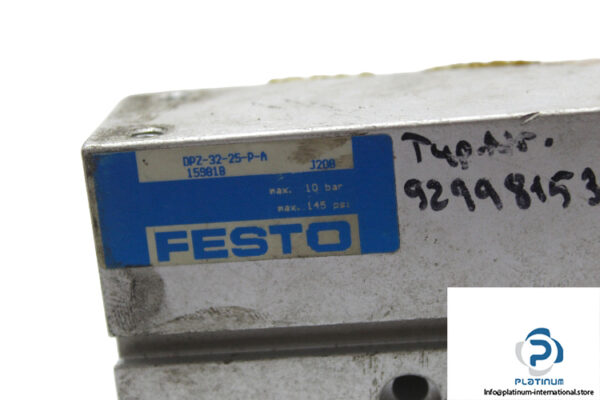 DPZ-32-25-P-A
159818 J208
max. 10 bar
max. 145 psi
FESTO
Typ.Nr.
92998153
PLATINUM
http://platinum-international.store